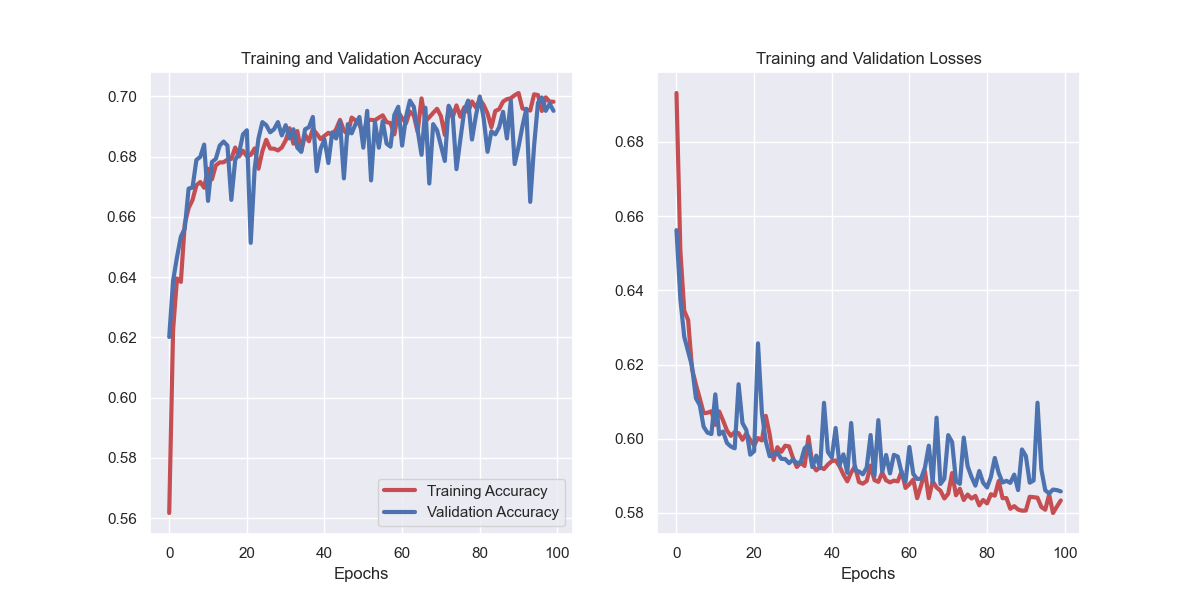 Training and Validation Accuracy
0.70
0.68
0.66
0.64
0.62
0.60
0.58
0.56
0 20 40 60 80 100
Epochs
Training Accuracy
Validation Accuracy
Training and Validation Losses
0.68
0.66
0.64
0.62
0.60
0.58
0 20 40 60 80 100
Epochs